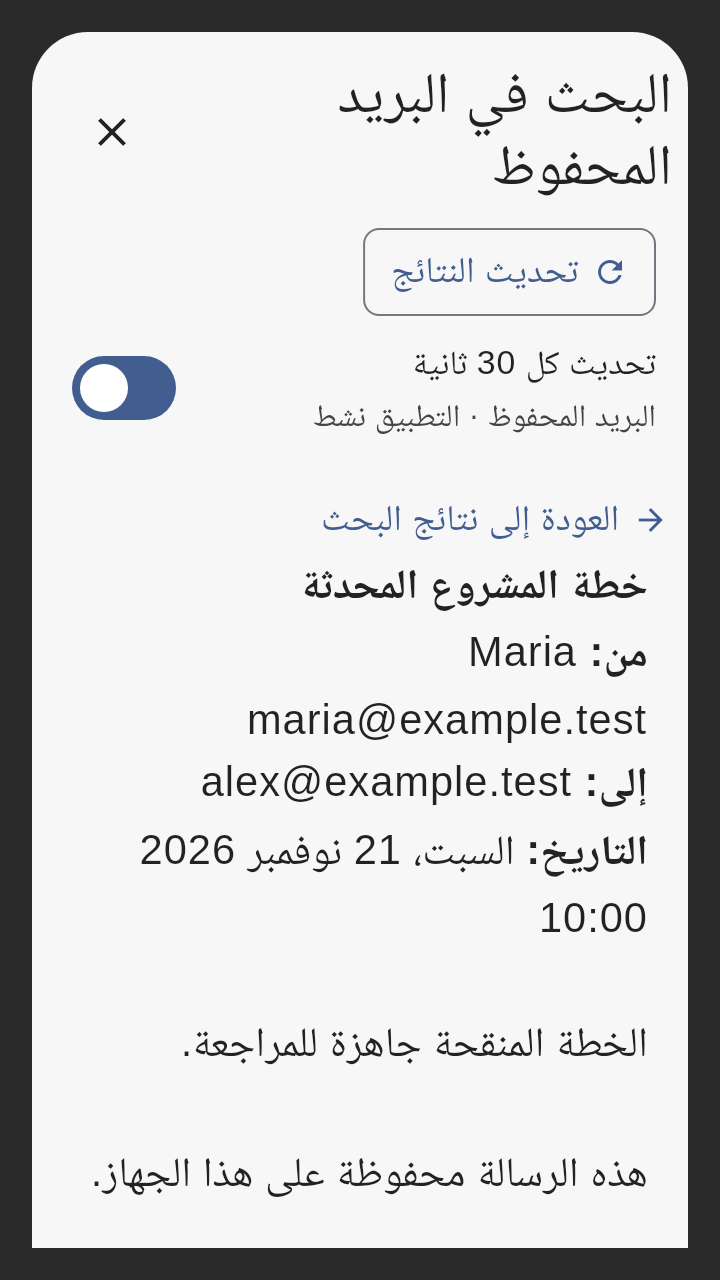 البحث في البريد
المحفوظ
تحديث النتائج
تحديث كل 30 ثانية
البريد المحفوظ · التطبيق نشط
العودة إلى نتائج البحث
خطة المشروع المحدثة
من: Maria
maria@example.test
إلى: alex@example.test
التاريخ: السبت، 21 نوفمبر 2026
10:00
الخطة المنقحة جاهزة للمراجعة.
هذه الرسالة محفوظة على هذا الجهاز.